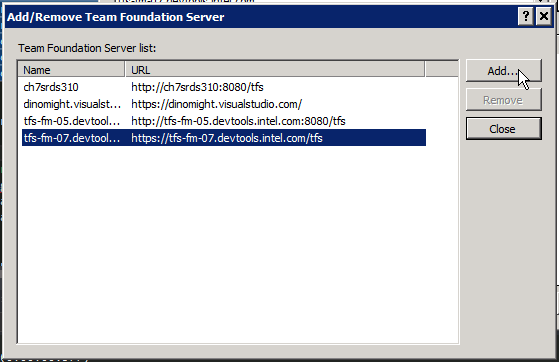 Add/Remove Team Foundation Server
Team Foundation Server list:
Name URL
ch7srds310 http://ch7srds310:8080/tfs
dinomight.visualst... https://dinomight.visualstudio.com/
tfs-fm-05.devtool... http://tfs-fm-05.devtools.intel.com:8080/tfs
tfs-fm-07.devtool... https://tfs-fm-07.devtools.intel.com/tfs
Add...
Remove
Close